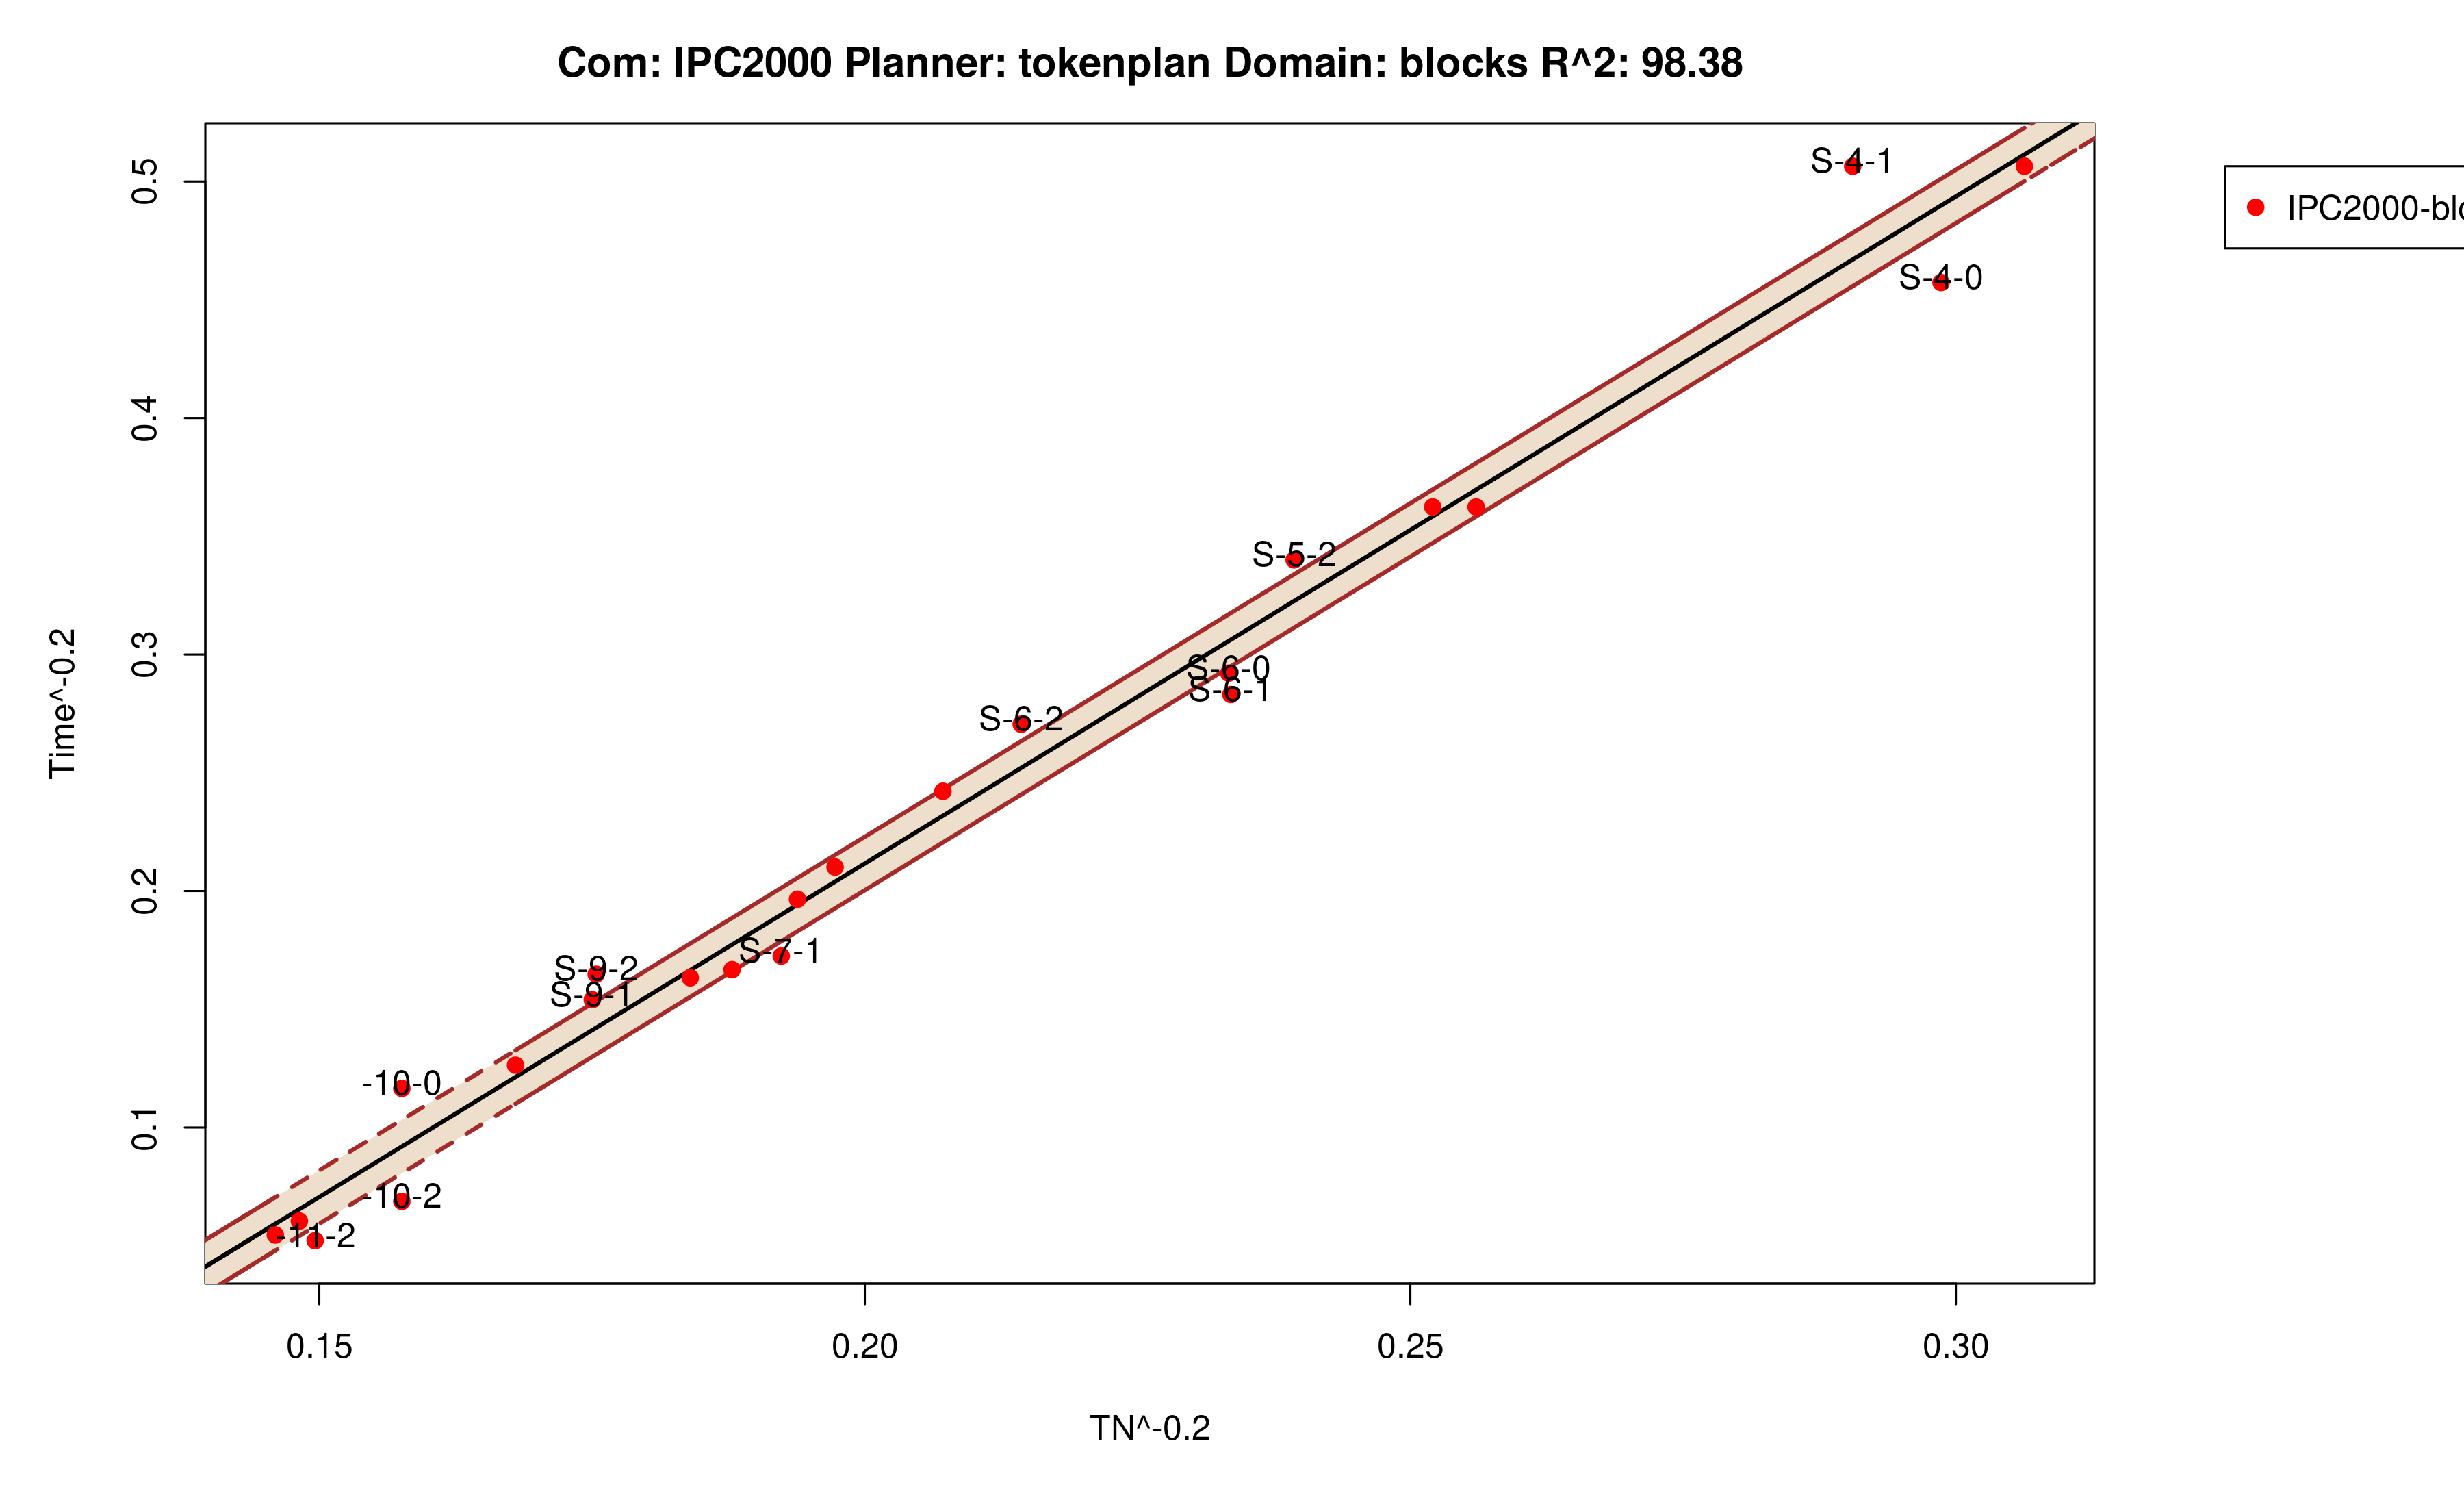 Com: IPC2000 Planner: tokenplan Domain: blocks R^2: 98.38
0.5
0.4
0.3
0.2
0.1
Time^-0.2
S-4-1
S-4-0
S-5-2
S-6-0
S-6-1
S-6-2
S-7-1
S-9-2
S-9-1
-10-0
-10-2
-11-2
0.15
0.20
0.25
0.30
TN^-0.2
IPC2000-blo